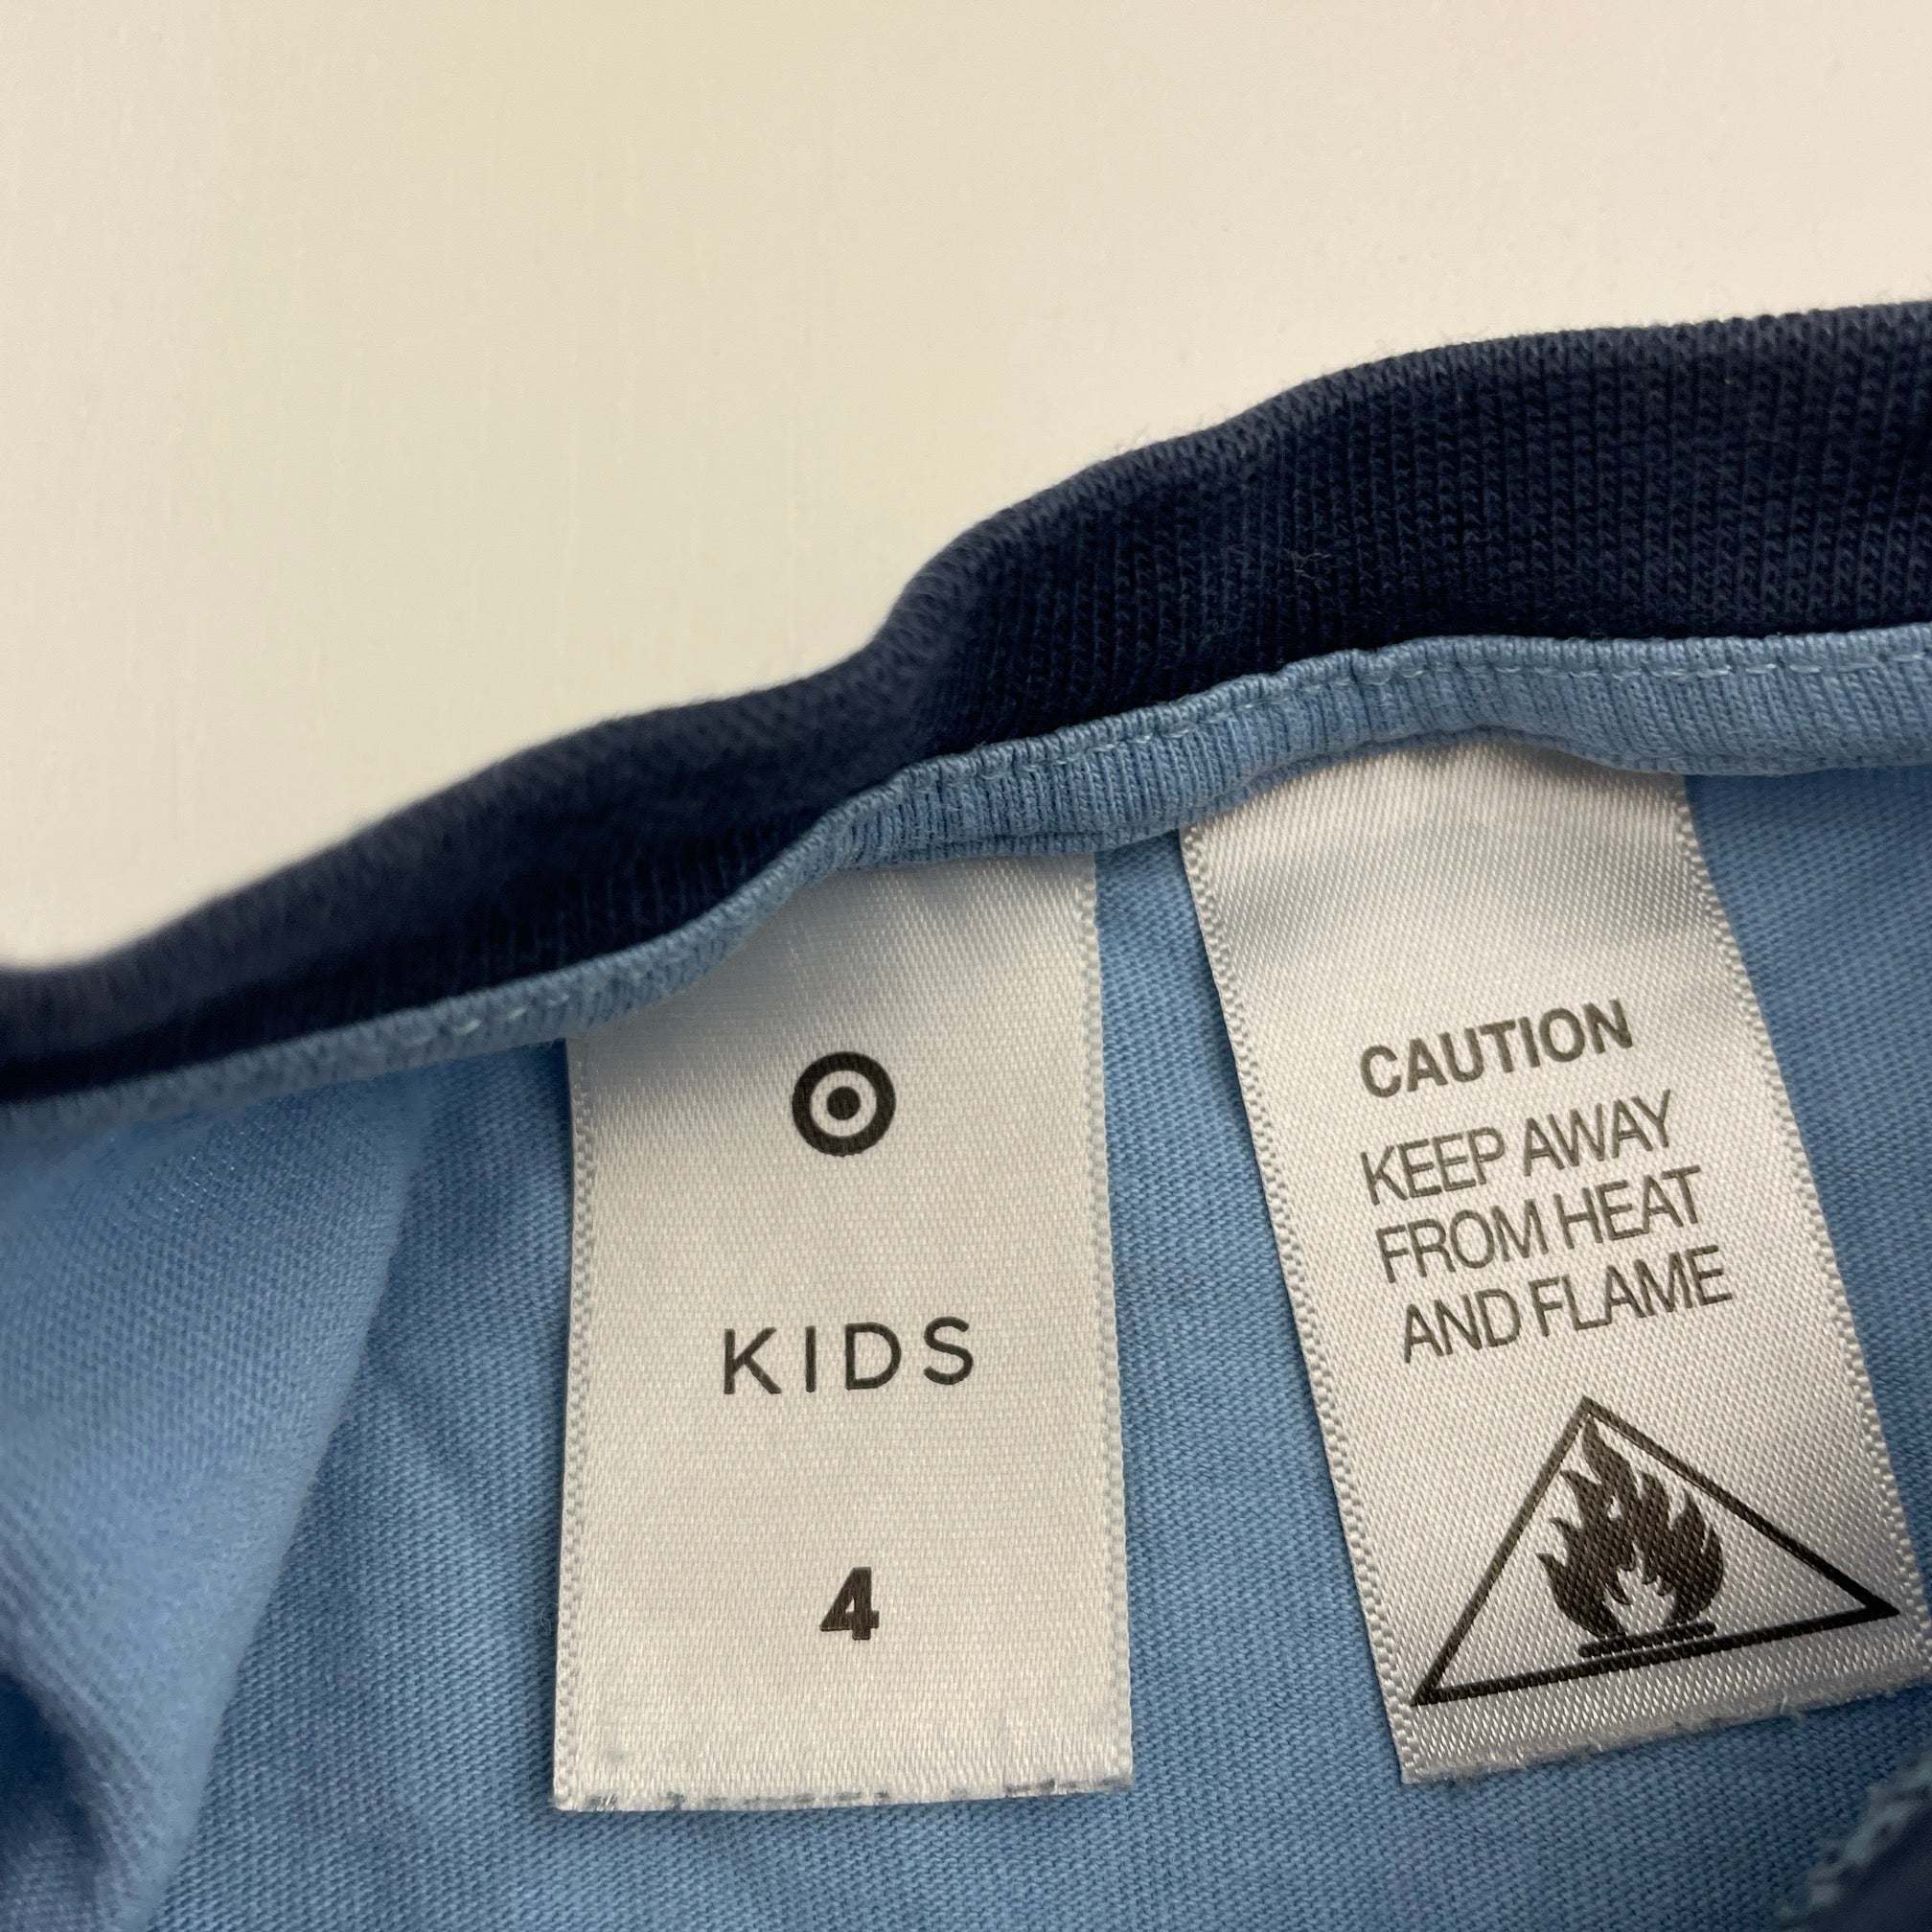 KIDS
4
CAUTION
KEEP AWAY
FROM HEAT
AND FLAME